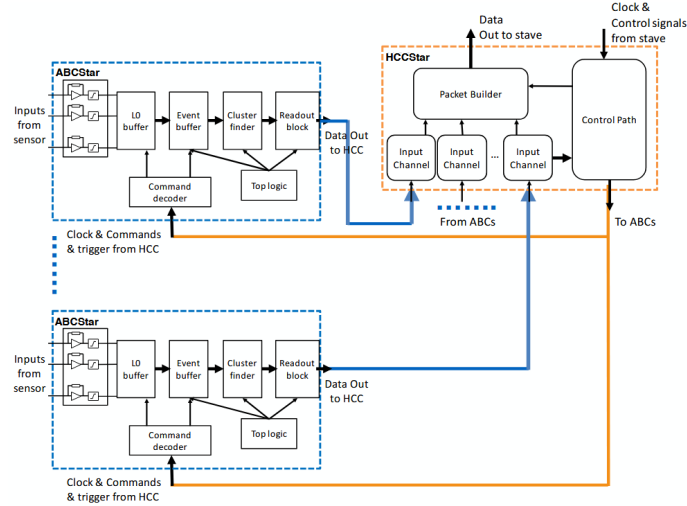 Data
Out to stave
Clock &
Control signals
from stave
HCCStar
Packet Builder
Control Path
Input
Channel
Input
Channel
...
Input
Channel
From ABCs
To ABCs
ABCStar
Inputs
from
sensor
L0
buffer
Event
buffer
Cluster
finder
Readout
block
Data Out
to HCC
Command
decoder
Top logic
Clock & Commands
& trigger from HCC
ABCStar
Inputs
from
sensor
L0
buffer
Event
buffer
Cluster
finder
Readout
block
Data Out
to HCC
Command
decoder
Top logic
Clock & Commands
& trigger from HCC